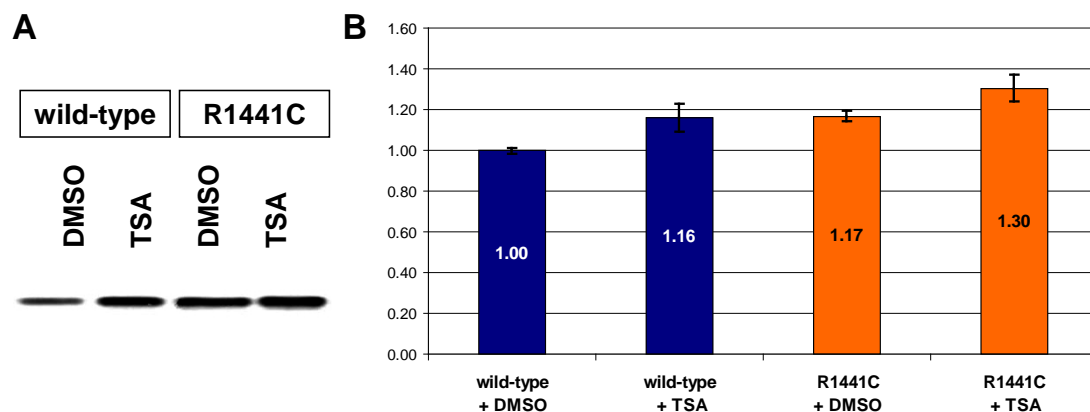 A
wild-type R1441C
DMSO TSA DMSO TSA
B
1.60
1.40
1.20
1.00
0.80
0.60
0.40
0.20
0.00
1.00 1.16 1.17 1.30
wild-type wild-type R1441C R1441C
+ DMSO + TSA + DMSO + TSA